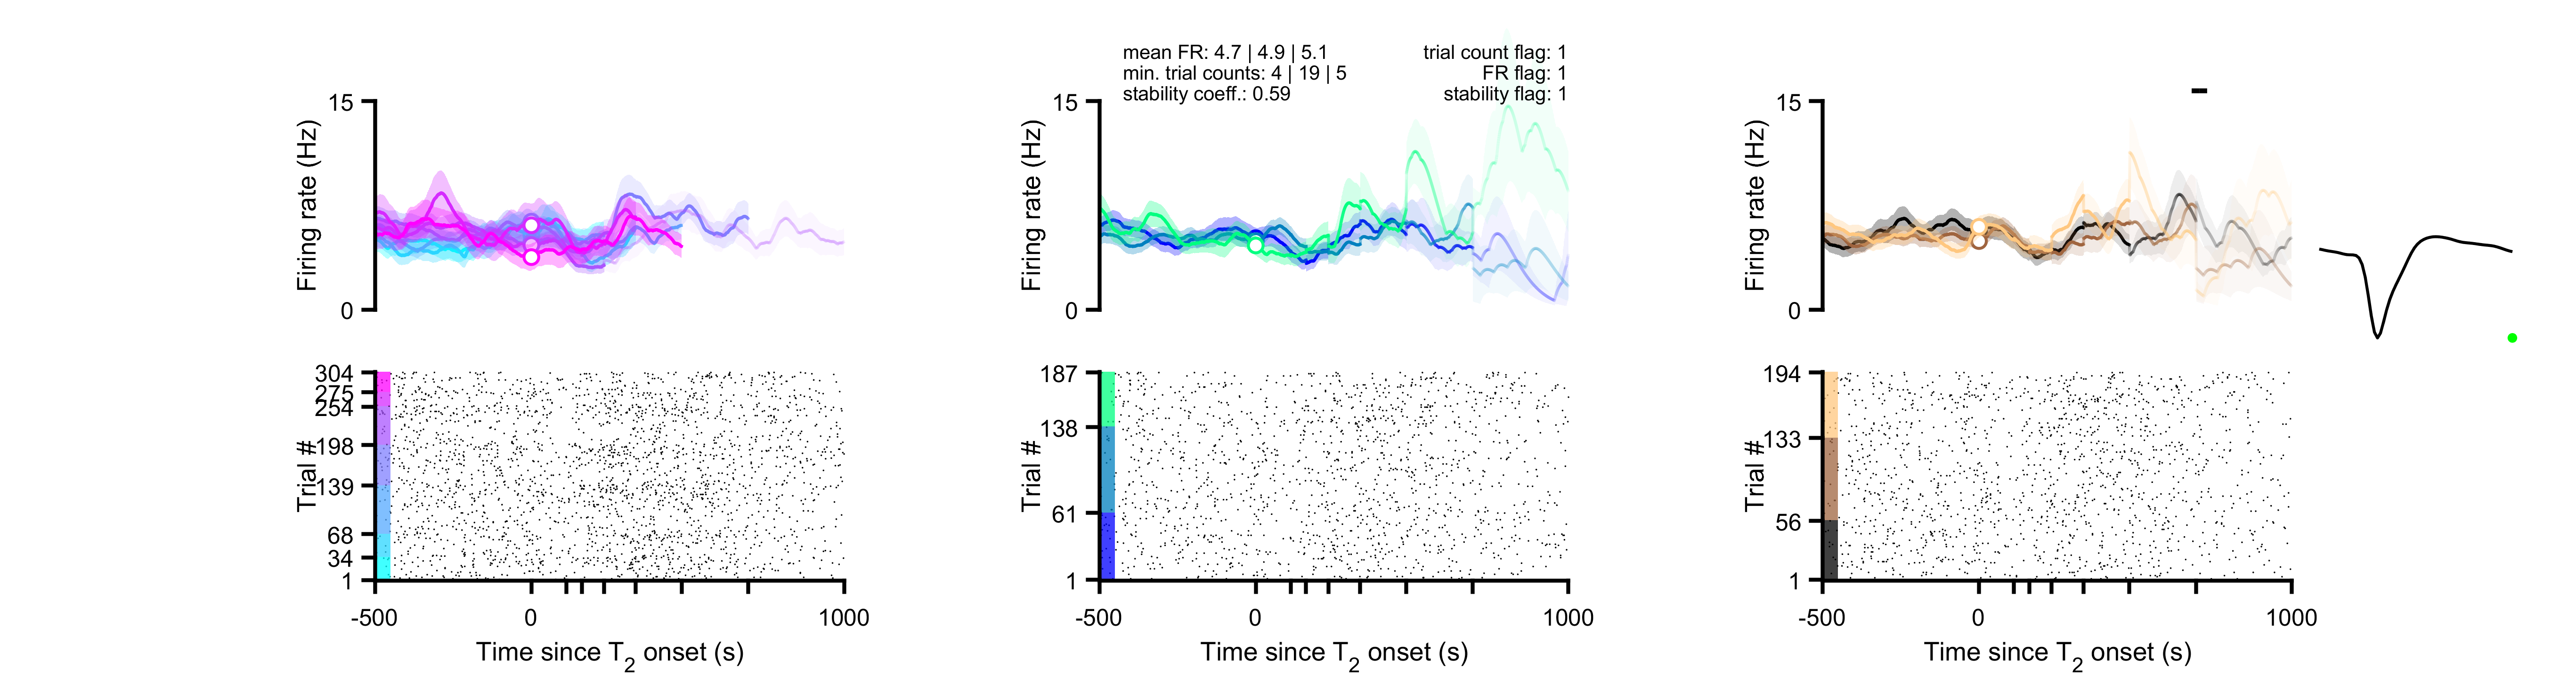 mean FR: 4.7 | 4.9 | 5.1
min. trial counts: 4 | 19 | 5
stability coeff.: 0.59
trial count flag: 1
FR flag: 1
stability flag: 1
Firing rate (Hz)
15
0
Firing rate (Hz)
15
0
Firing rate (Hz)
15
0
Trial #
304
275
254
198
139
68
34
1
-500
0
1000
Time since T2 onset (s)
Trial #
187
138
61
1
-500
0
1000
Time since T2 onset (s)
Trial #
194
133
56
1
-500
0
1000
Time since T2 onset (s)